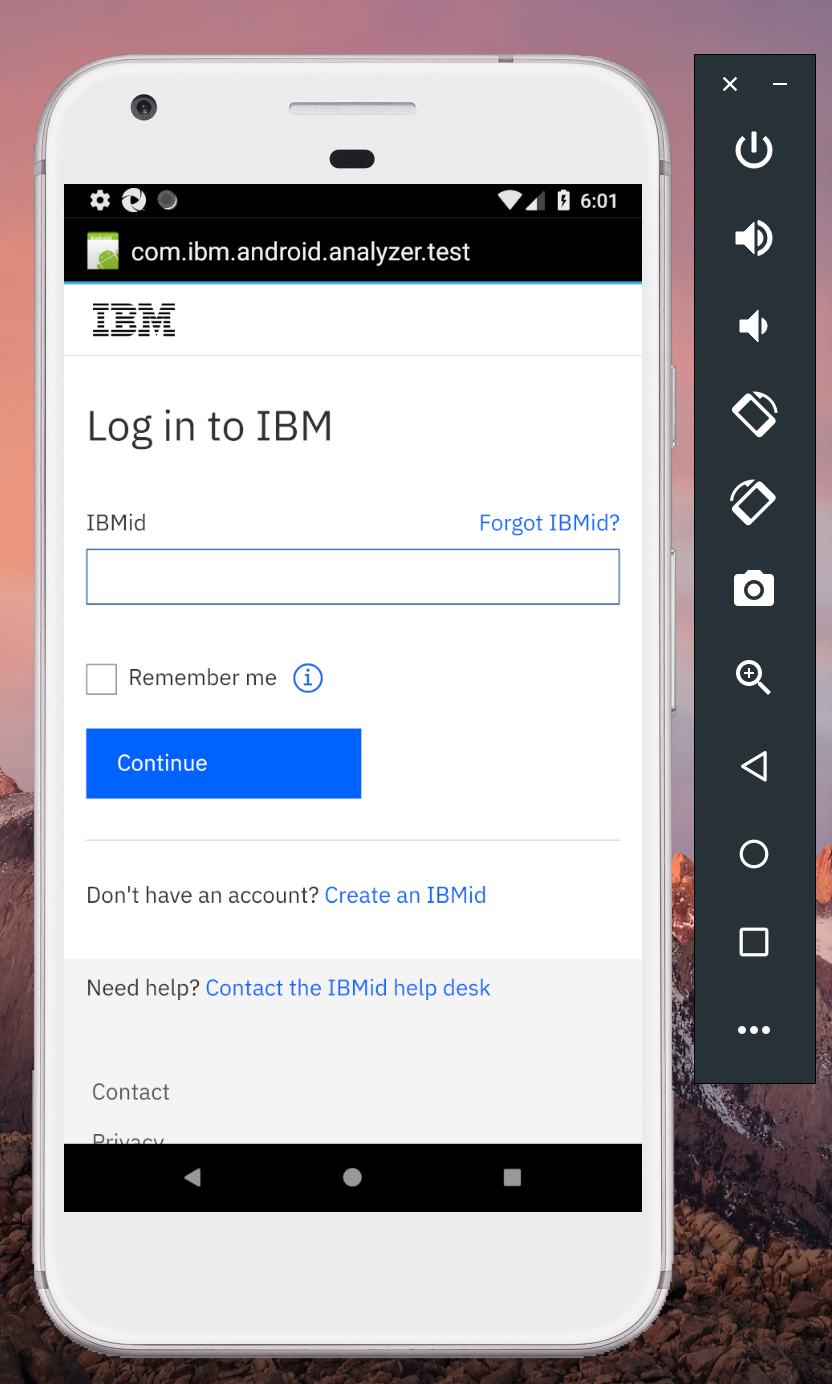 6:01
com.ibm.android.analyzer.test
IBM
Log in to IBM
IBMid Forgot IBMid?
Remember me
Continue
Don't have an account? Create an IBMid
Need help? Contact the IBMid help desk
Contact
Privacy